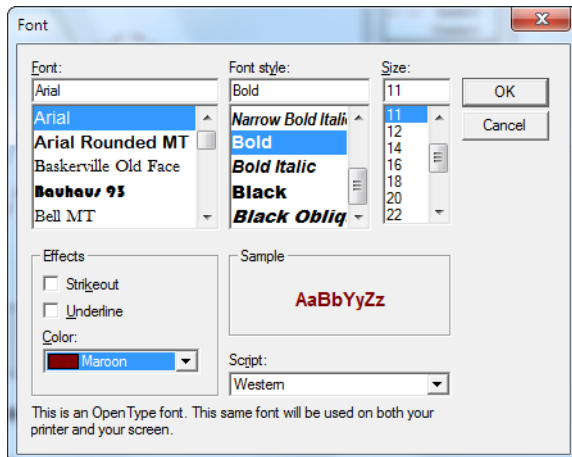 Font
Font:
Arial
Arial
Arial Rounded MT
Baskerville Old Face
Bauhaus 93
Bell MT
Font style:
Bold
Narrow Bold Itali
Bold
Bold Italic
Black
Black Obliq
Size:
11
11
12
14
16
18
20
22
OK
Cancel
Effects
Strikeout
Underline
Color:
Maroon
Sample
AaBbYyZz
Script:
Western
This is an OpenType font. This same font will be used on both your
printer and your screen.